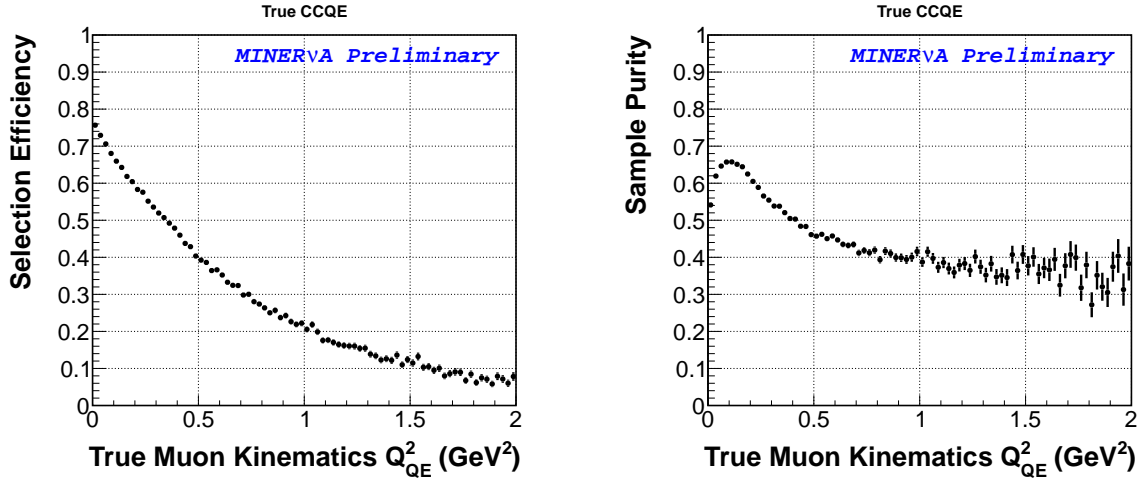 True CCQE
MINERνA Preliminary
Selection Efficiency
1
0.9
0.8
0.7
0.6
0.5
0.4
0.3
0.2
0.1
0
0 0.5 1 1.5 2
True Muon Kinematics Q²QE (GeV²)
True CCQE
MINERνA Preliminary
Sample Purity
1
0.9
0.8
0.7
0.6
0.5
0.4
0.3
0.2
0.1
0
0 0.5 1 1.5 2
True Muon Kinematics Q²QE (GeV²)